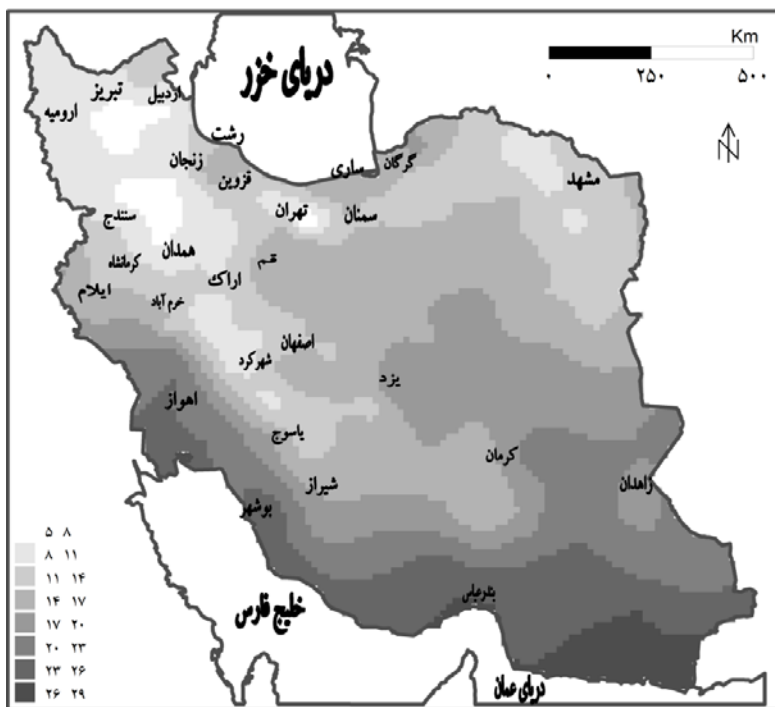 Km
۰ ۲۵۰ ۵۰۰
N
دریای خزر
تبریز
اردبیل
ارومیه
رشت
زنجان
قزوین
ساری
گرگان
مشهد
تهران
سمنان
سنندج
همدان
قم
کرمانشاه
اراک
ایلام
خرم آباد
اصفهان
شهرکرد
یزد
اهواز
یاسوج
کرمان
شیراز
زاهدان
بوشهر
بندرعباس
خلیج فارس
دریای عمان
۵ ۸
۸ ۱۱
۱۱ ۱۴
۱۴ ۱۷
۱۷ ۲۰
۲۰ ۲۳
۲۳ ۲۶
۲۶ ۲۹